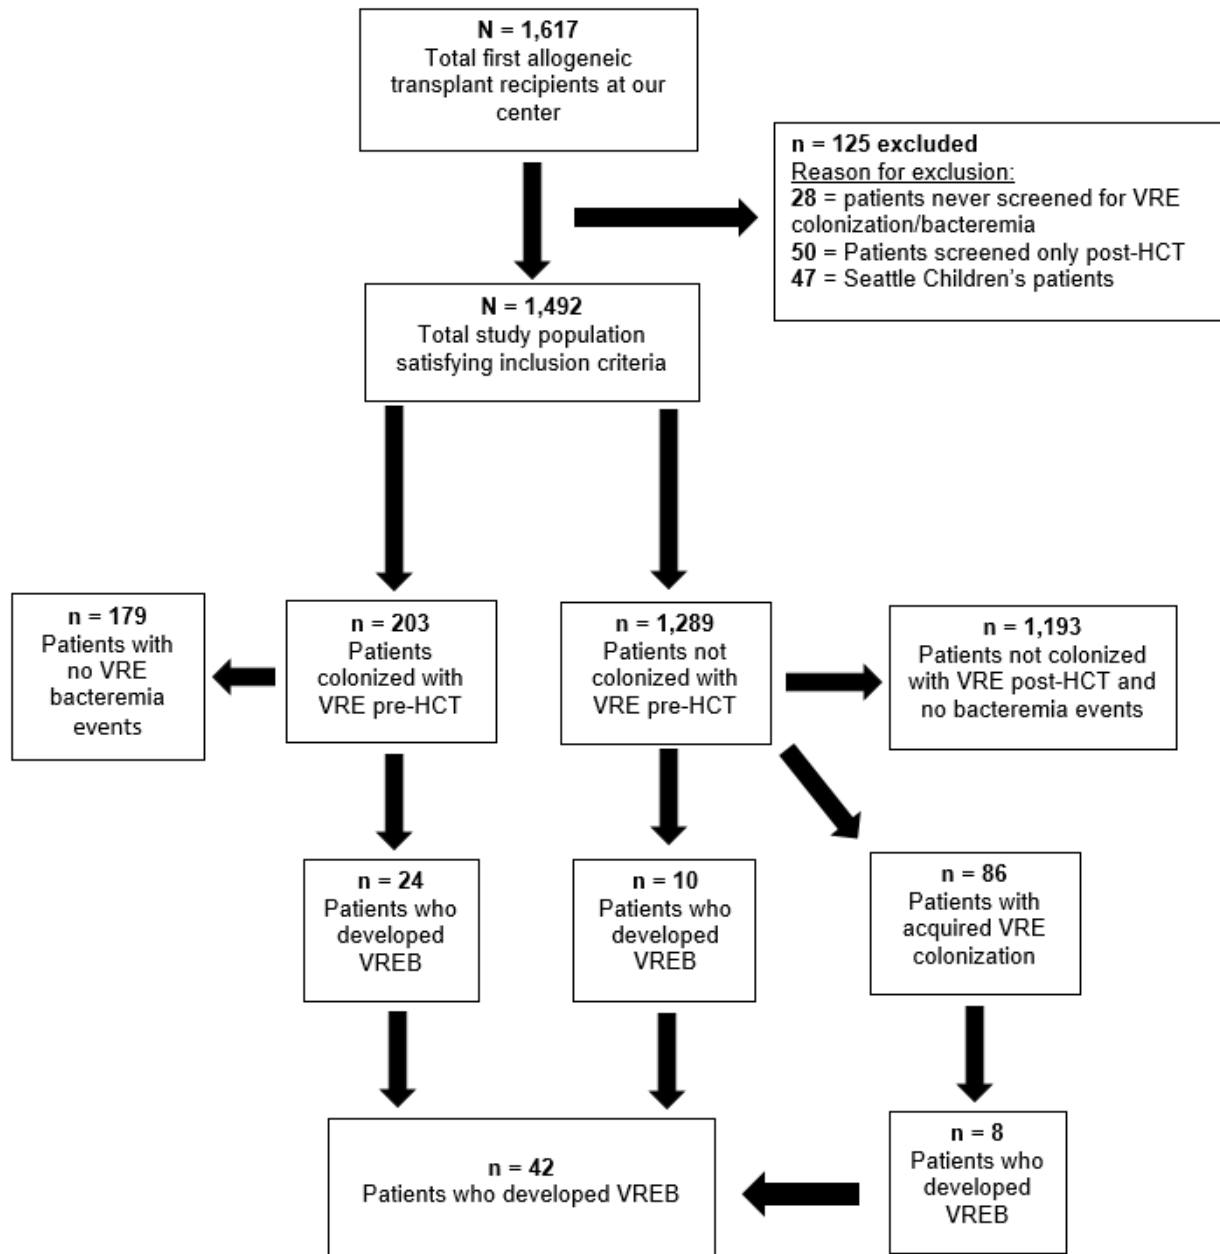 N = 1,617
Total first allogeneic
transplant recipients at our
center
n = 125 excluded
Reason for exclusion:
28 = patients never screened for VRE
colonization/bacteremia
50 = Patients screened only post-HCT
47 = Seattle Children's patients
N = 1,492
Total study population
satisfying inclusion criteria
n = 179
Patients with
no VRE
bacteremia
events
n = 203
Patients
colonized with
VRE pre-HCT
n = 1,289
Patients not
colonized with
VRE pre-HCT
n = 1,193
Patients not colonized
with VRE post-HCT and
no bacteremia events
n = 24
Patients who
developed
VREB
n = 10
Patients who
developed
VREB
n = 86
Patients with
acquired VRE
colonization
n = 42
Patients who developed VREB
n = 8
Patients who
developed
VREB